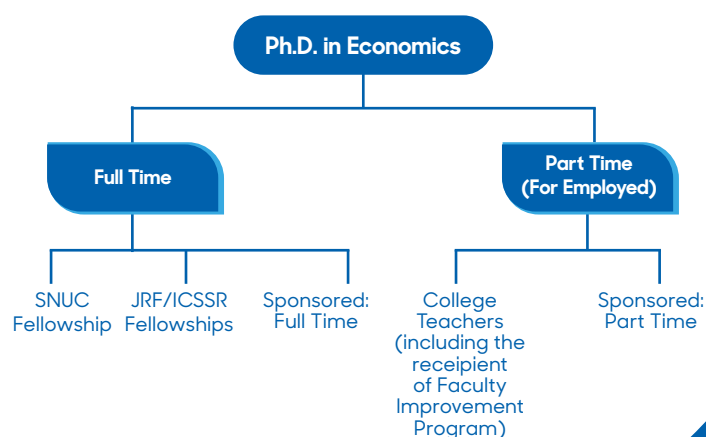 Ph.D. in Economics
Full Time
Part Time
(For Employed)
SNUC
Fellowship
JRF/ICSSR
Fellowships
Sponsored:
Full Time
College
Teachers
(including the
receipient
of Faculty
Improvement
Program)
Sponsored:
Part Time